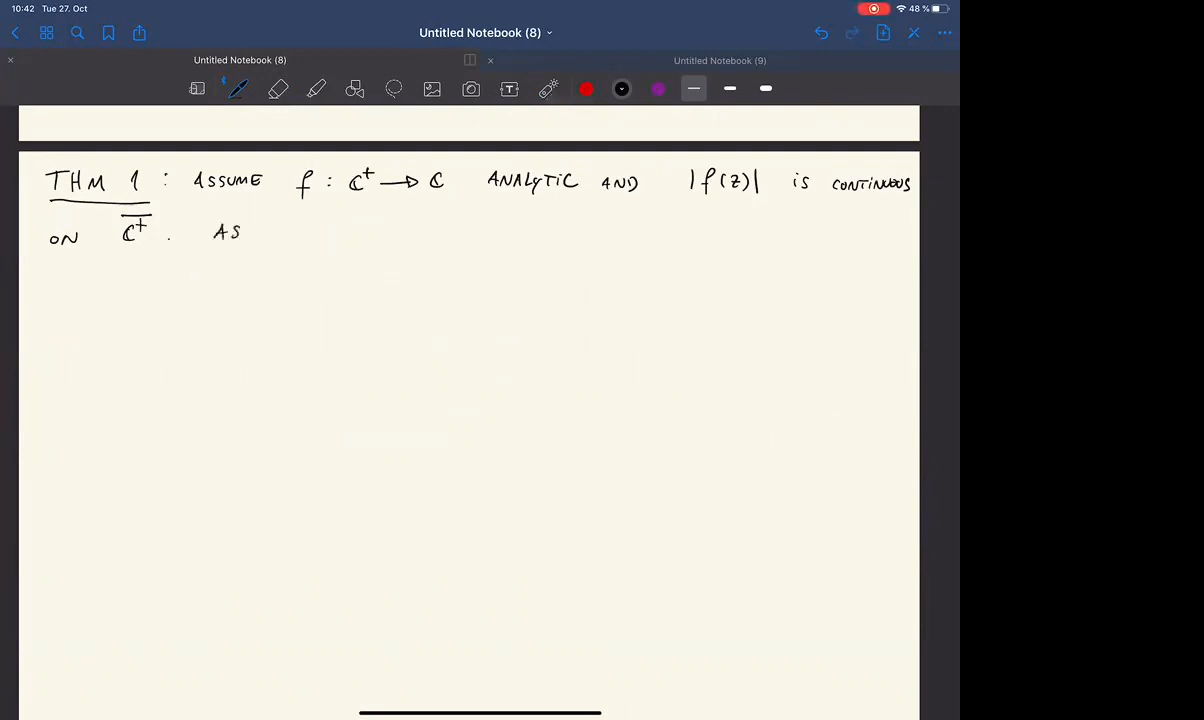 10:42 Tue 27. Oct 48 %
Untitled Notebook (8)
Untitled Notebook (8) Untitled Notebook (9)
THM 1 : ASSUME f : ℂ⁺ → ℂ ANALYTIC AND |f(z)| is CONTINUOUS
ON \overline{ℂ⁺} . AS